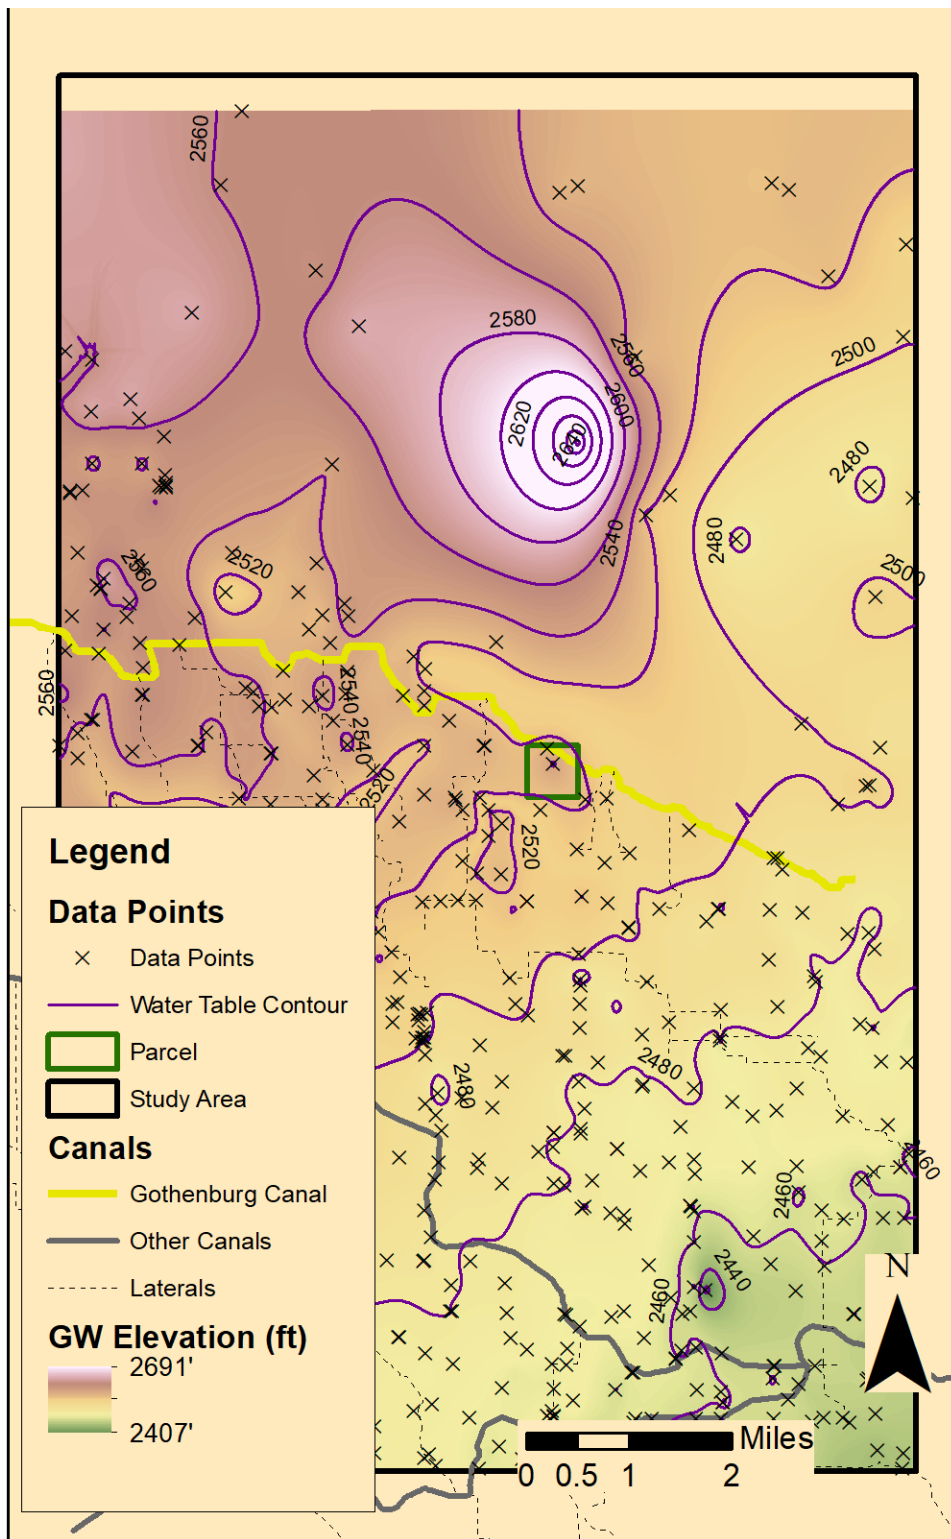 2560
2580
2560
2600
2620
2640
2500
2480
2480
2540
2500
2560
2520
2560
2540
2540
2520
2520
Legend
Data Points
Data Points
Water Table Contour
Parcel
Study Area
Canals
Gothenburg Canal
Other Canals
Laterals
GW Elevation (ft)
2691'
2407'
2480
2480
2460
2460
2440
2460
N
Miles
0 0.5 1 2